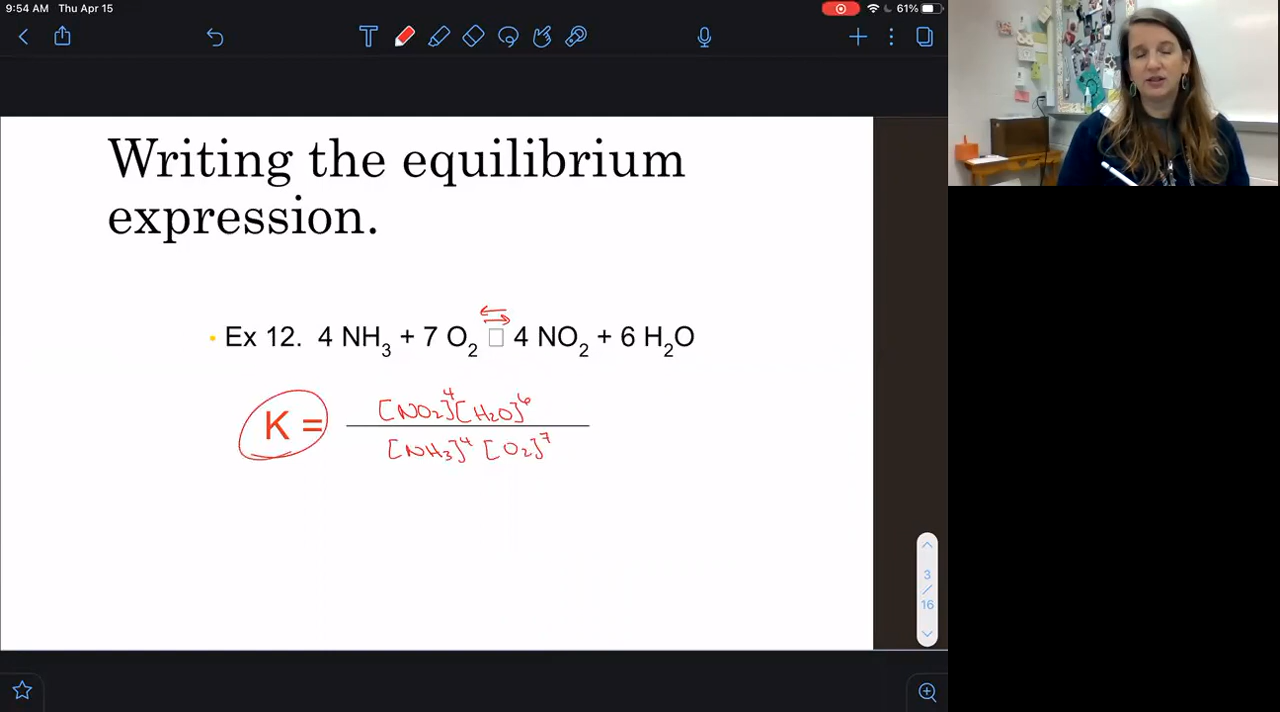 9:54 AM Thu Apr 15
61%
T
Writing the equilibrium
expression.
Ex 12. 4 NH₃ + 7 O₂ ⇄ □ 4 NO₂ + 6 H₂O
K = [NO₂]⁴[H₂O]⁶
[NH₃]⁴ [O₂]⁷
3
/
16